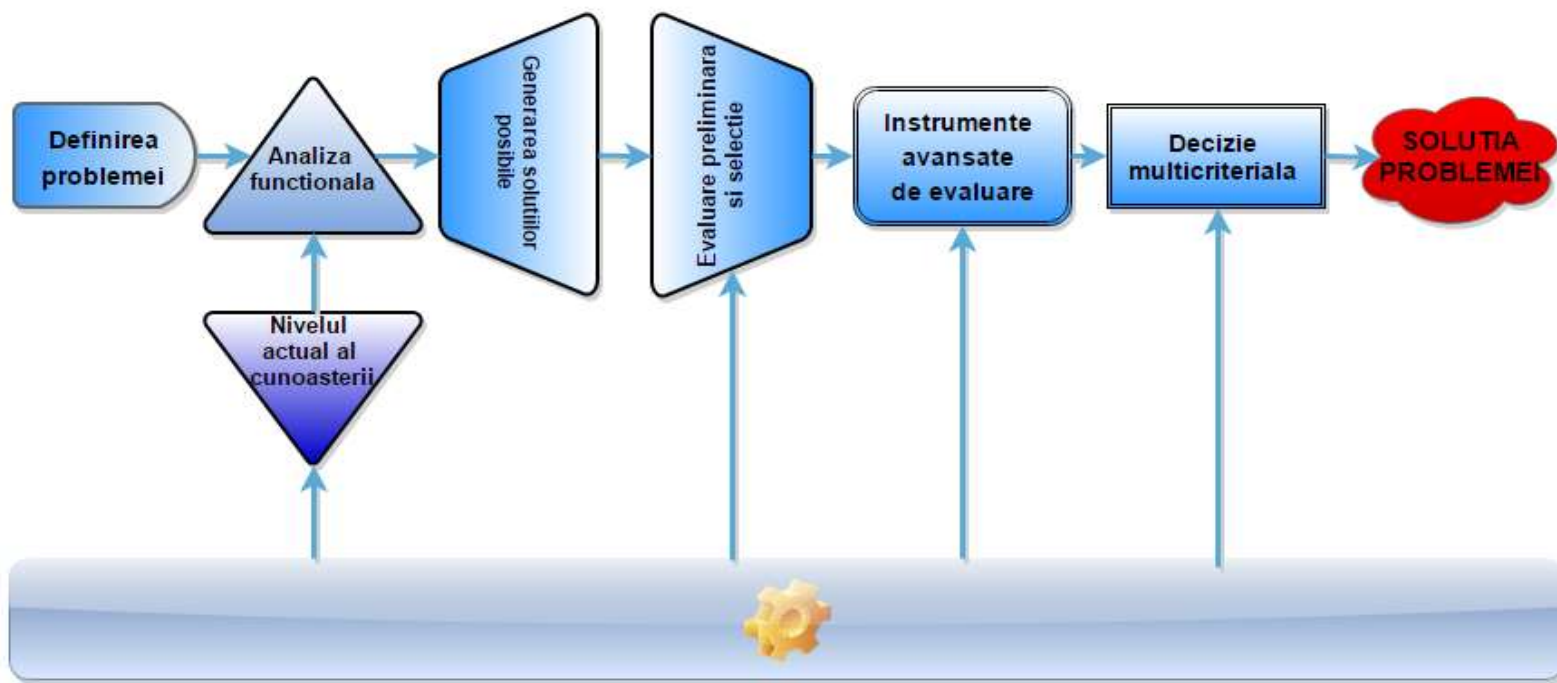 Definirea
problemei
Analiza
functionala
Generarea solutiilor
posibile
Evaluare preliminara
si selectie
Instrumente
avansate
de evaluare
Decizie
multicriteriala
SOLUTIA
PROBLEMEI
Nivelul
actual al
cunoasterii